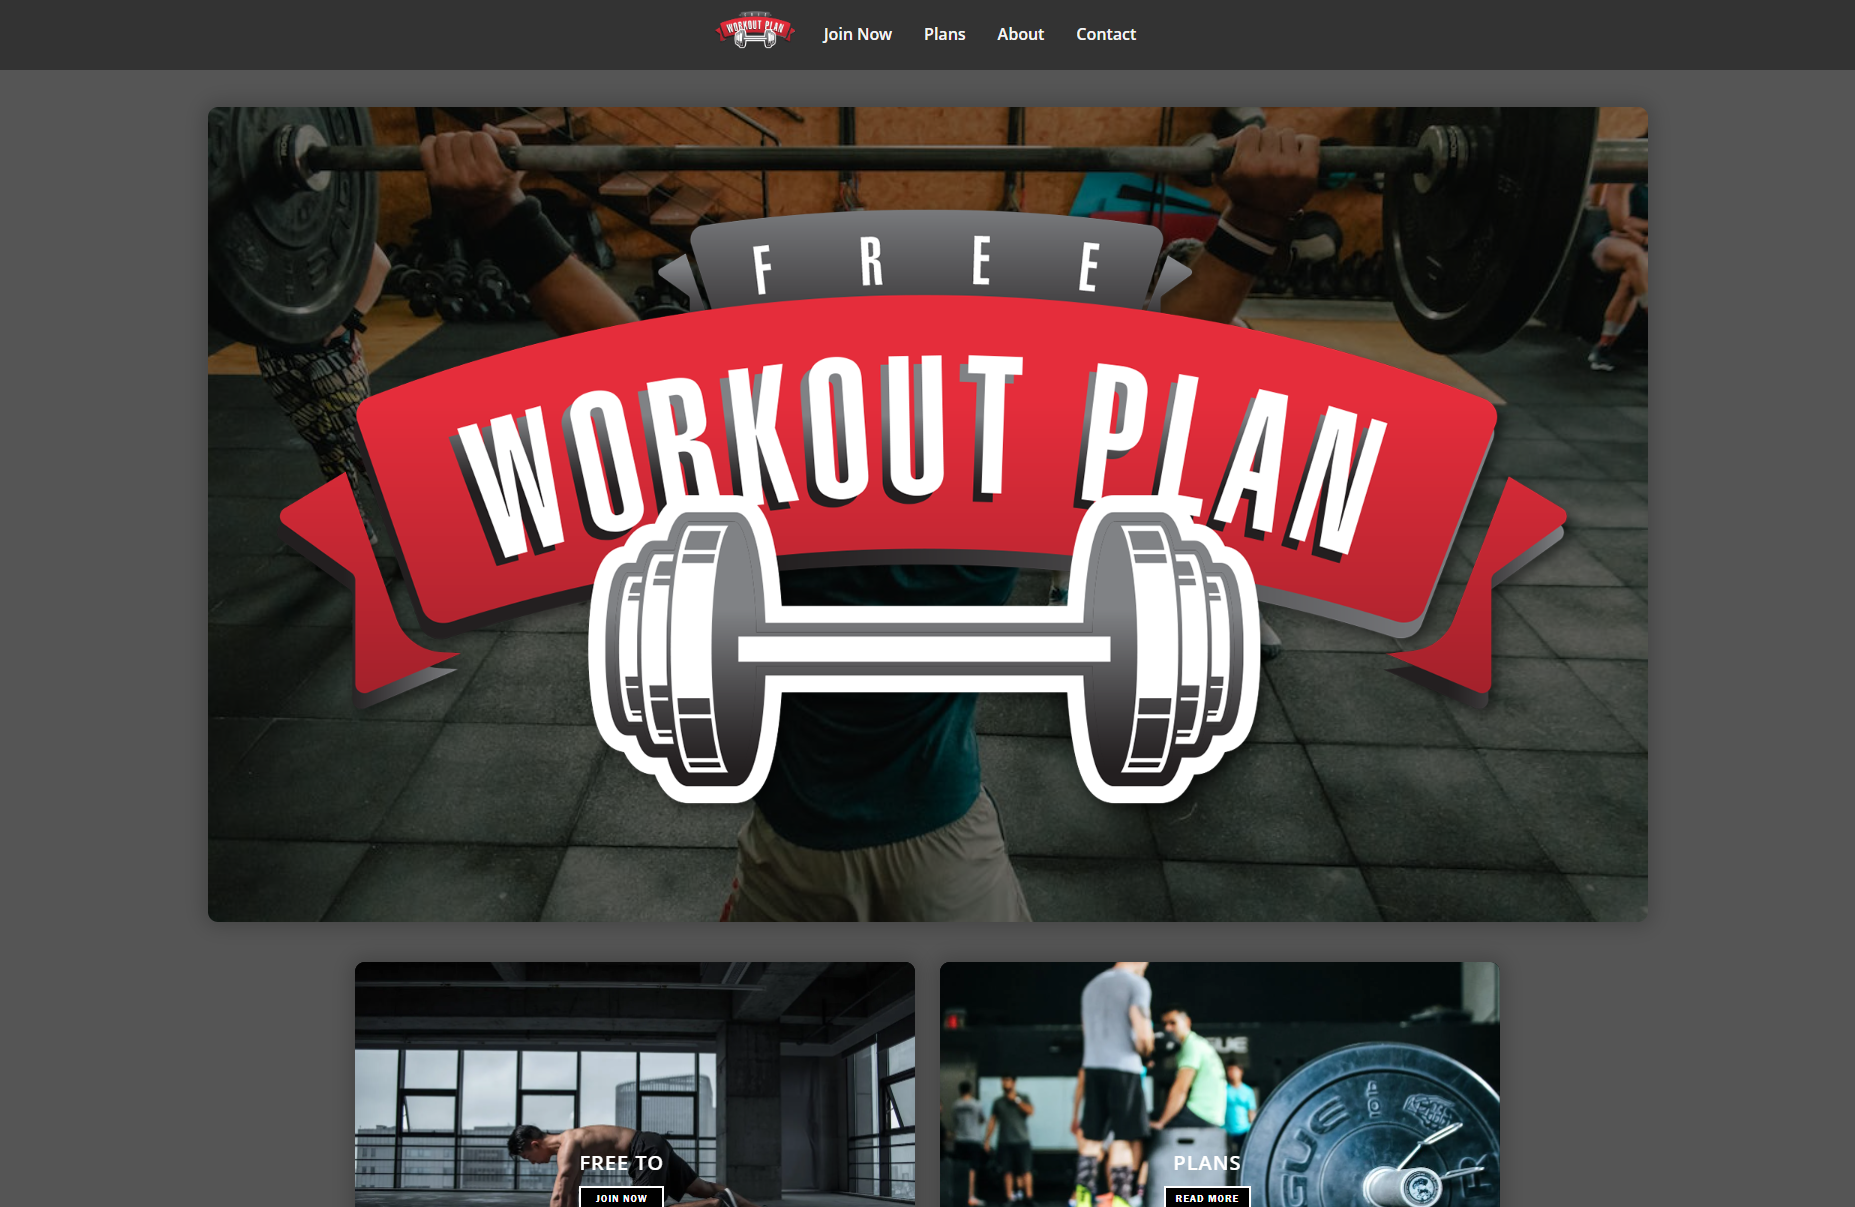 WORKOUT PLAN
Join Now
Plans
About
Contact
FREE
WORKOUT PLAN
FREE TO
JOIN NOW
PLANS
READ MORE